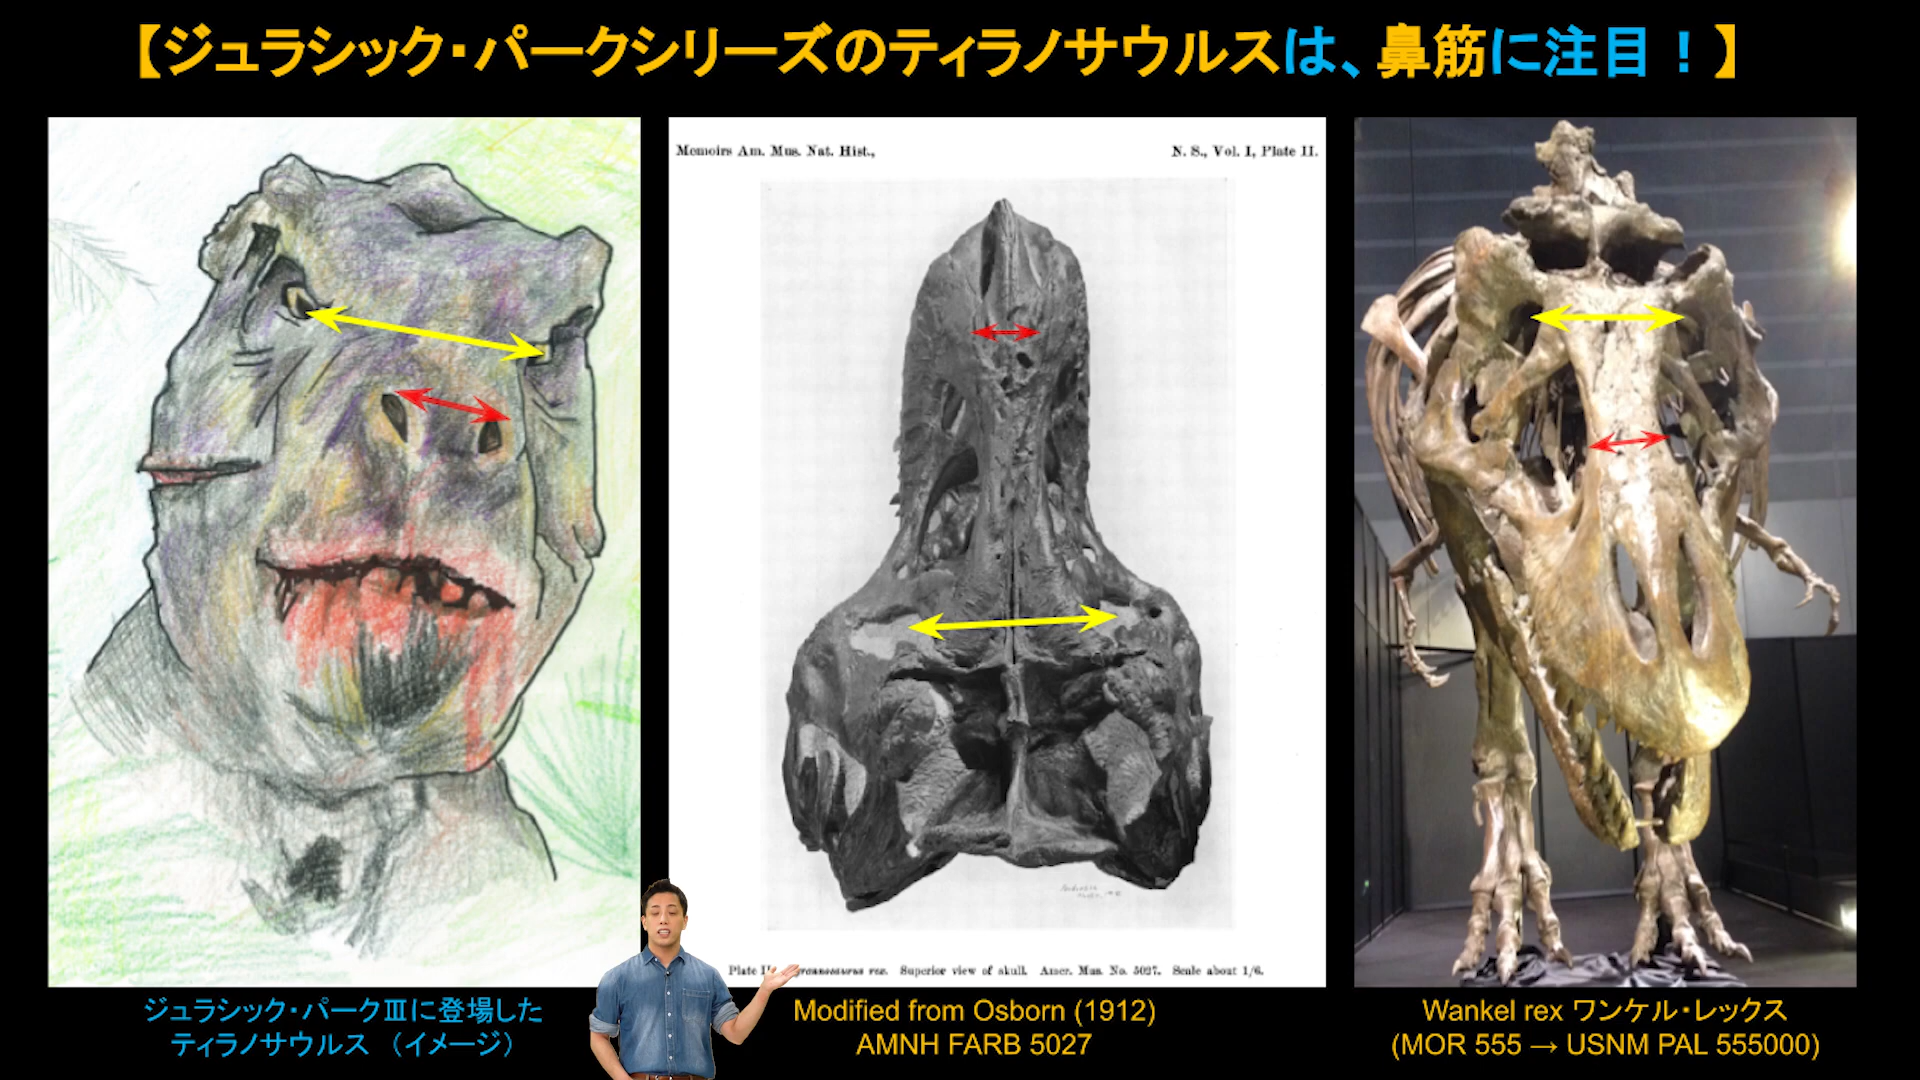 【ジュラシック・パークシリーズのティラノサウルスは、鼻筋に注目！】
Memoirs Am. Mus. Nat. Hist.,
N. S., Vol. I, Plate II.
Plate Tyrannosaurus rex. Superior view of skull. Amer. Mus. No. 5027. Scale about 1/6.
ジュラシック・パークⅢに登場した
ティラノサウルス （イメージ）
Modified from Osborn (1912)
AMNH FARB 5027
Wankel rex ワンケル・レックス
(MOR 555 → USNM PAL 555000)